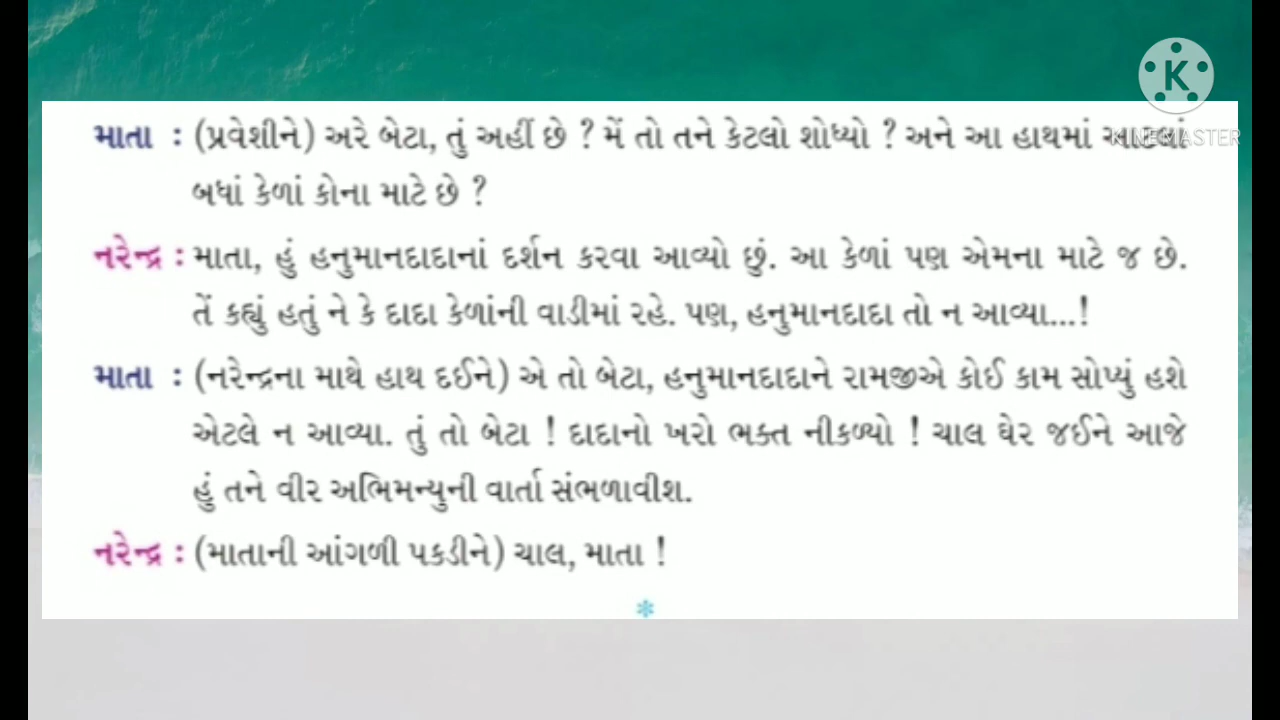 K
KINEMASTER
માતા : (પ્રવેશીને) અરે બેટા, તું અહીં છે ? મેં તો તને કેટલો શોધ્યો ? અને આ હાથમાં આટલાં
બધાં કેળાં કોના માટે છે ?
નરેન્દ્ર : માતા, હું હનુમાનદાદાનાં દર્શન કરવા આવ્યો છું. આ કેળાં પણ એમના માટે જ છે.
તેં કહ્યું હતું ને કે દાદા કેળાંની વાડીમાં રહે. પણ, હનુમાનદાદા તો ન આવ્યા...!
માતા : (નરેન્દ્રના માથે હાથ દઈને) એ તો બેટા, હનુમાનદાદાને રામજીએ કોઈ કામ સોપ્યું હશે
એટલે ન આવ્યા. તું તો બેટા ! દાદાનો ખરો ભક્ત નીકળ્યો ! ચાલ ઘેર જઈને આજે
હું તને વીર અભિમન્યુની વાર્તા સંભળાવીશ.
નરેન્દ્ર : (માતાની આંગળી પકડીને) ચાલ, માતા !
*